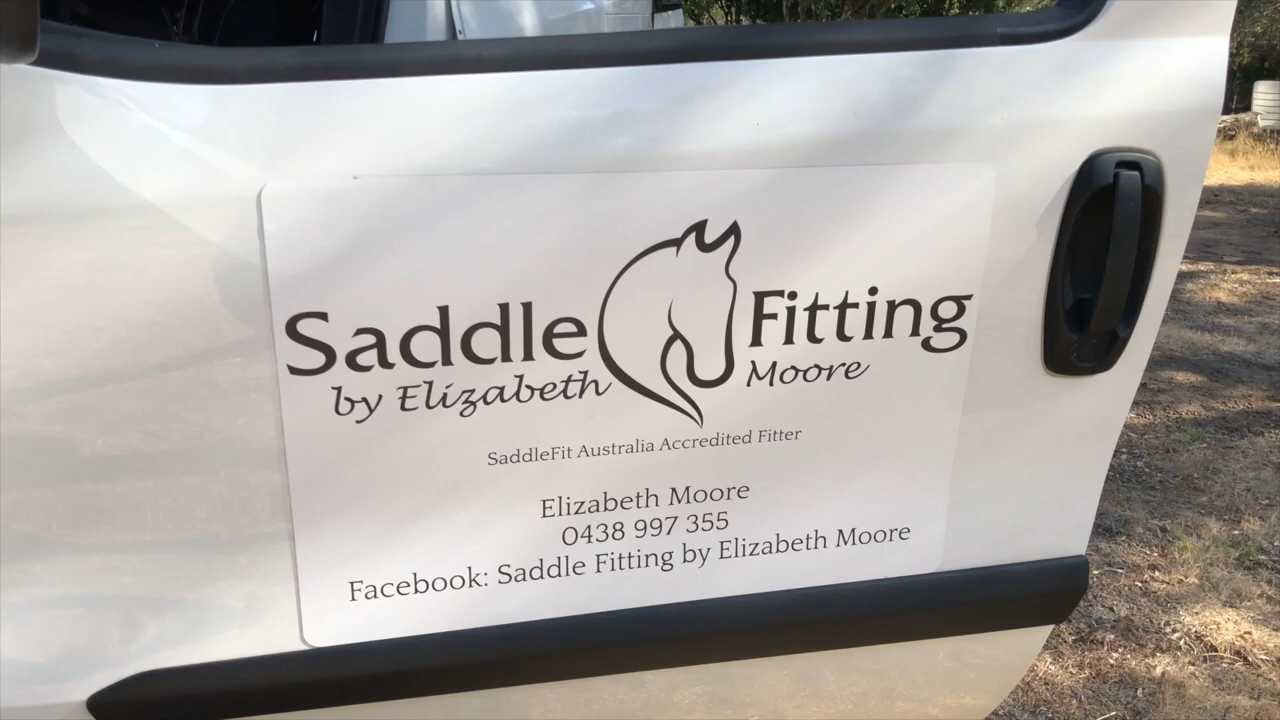 Saddle Fitting
by Elizabeth Moore
SaddleFit Australia Accredited Fitter
Elizabeth Moore
0438 997 355
Facebook: Saddle Fitting by Elizabeth Moore